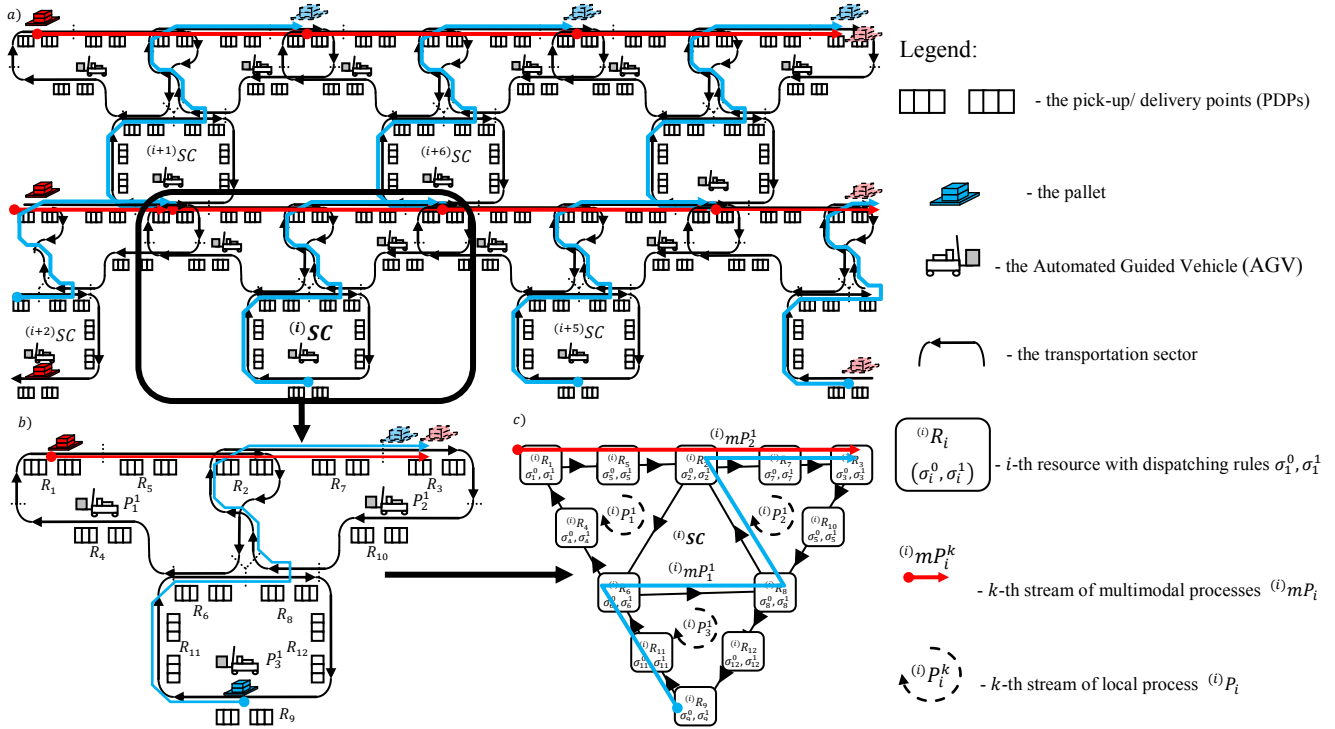 a)
Legend:
- the pick-up/ delivery points (PDPs)
⁽ⁱ⁺¹⁾SC
⁽ⁱ⁺⁶⁾SC
- the pallet
- the Automated Guided Vehicle (AGV)
⁽ⁱ⁺²⁾SC
⁽ⁱ⁾SC
⁽ⁱ⁺⁵⁾SC
- the transportation sector
b)
R₁
R₅
R₂
R₇
R₃
P₁¹
P₂¹
R₄
R₁₀
R₆
R₈
R₁₁
R₁₂
P₃¹
R₉
c)
⁽ⁱ⁾mP₂¹
⁽ⁱ⁾R₁
σ₁⁰, σ₁¹
⁽ⁱ⁾R₅
σ₅⁰, σ₅¹
⁽ⁱ⁾R₂
σ₂⁰, σ₂¹
⁽ⁱ⁾R₇
σ₇⁰, σ₇¹
⁽ⁱ⁾R₃
σ₃⁰, σ₃¹
⁽ⁱ⁾P₁¹
⁽ⁱ⁾P₂¹
⁽ⁱ⁾R₄
σ₄⁰, σ₄¹
⁽ⁱ⁾SC
⁽ⁱ⁾R₁₀
σ₅⁰, σ₅¹
⁽ⁱ⁾mP₁¹
⁽ⁱ⁾R₆
σ₆⁰, σ₆¹
⁽ⁱ⁾R₈
σ₈⁰, σ₈¹
⁽ⁱ⁾P₃¹
⁽ⁱ⁾R₁₁
σ₁₁⁰, σ₁₁¹
⁽ⁱ⁾R₁₂
σ₁₂⁰, σ₁₂¹
⁽ⁱ⁾R₉
σ₉⁰, σ₉¹
⁽ⁱ⁾Rᵢ
(σᵢ⁰, σᵢ¹)
- i-th resource with dispatching rules σ₁⁰, σ₁¹
⁽ⁱ⁾mPᵢᵏ
- k-th stream of multimodal processes ⁽ⁱ⁾mPᵢ
⁽ⁱ⁾Pᵢᵏ
- k-th stream of local process ⁽ⁱ⁾Pᵢ